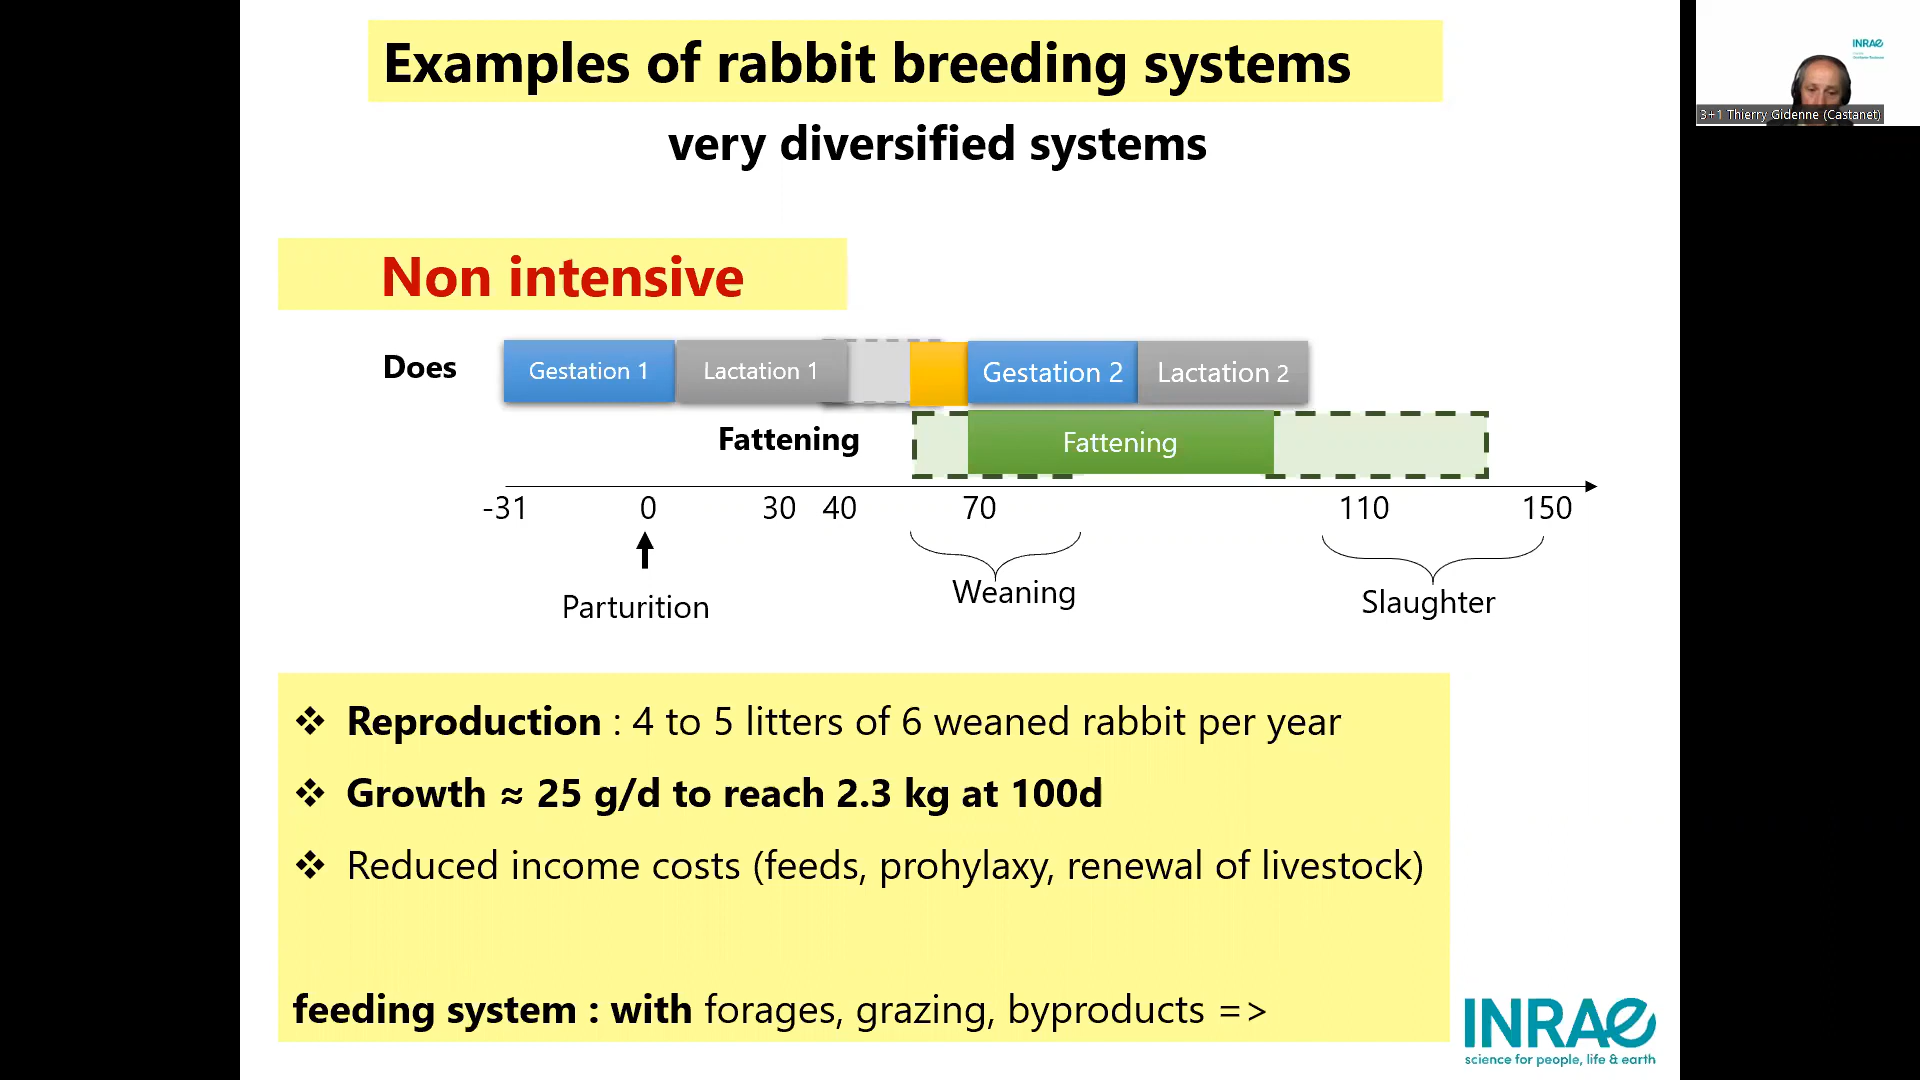 Examples of rabbit breeding systems
very diversified systems
INRAE
3+1 Thierry Gidenne (Castanet)
Non intensive
Does
Gestation 1
Lactation 1
Gestation 2
Lactation 2
Fattening
Fattening
-31
0
30
40
70
110
150
Parturition
Weaning
Slaughter
❖ Reproduction : 4 to 5 litters of 6 weaned rabbit per year
❖ Growth ≈ 25 g/d to reach 2.3 kg at 100d
❖ Reduced income costs (feeds, prohylaxy, renewal of livestock)
feeding system : with forages, grazing, byproducts =>
INRAE
science for people, life & earth